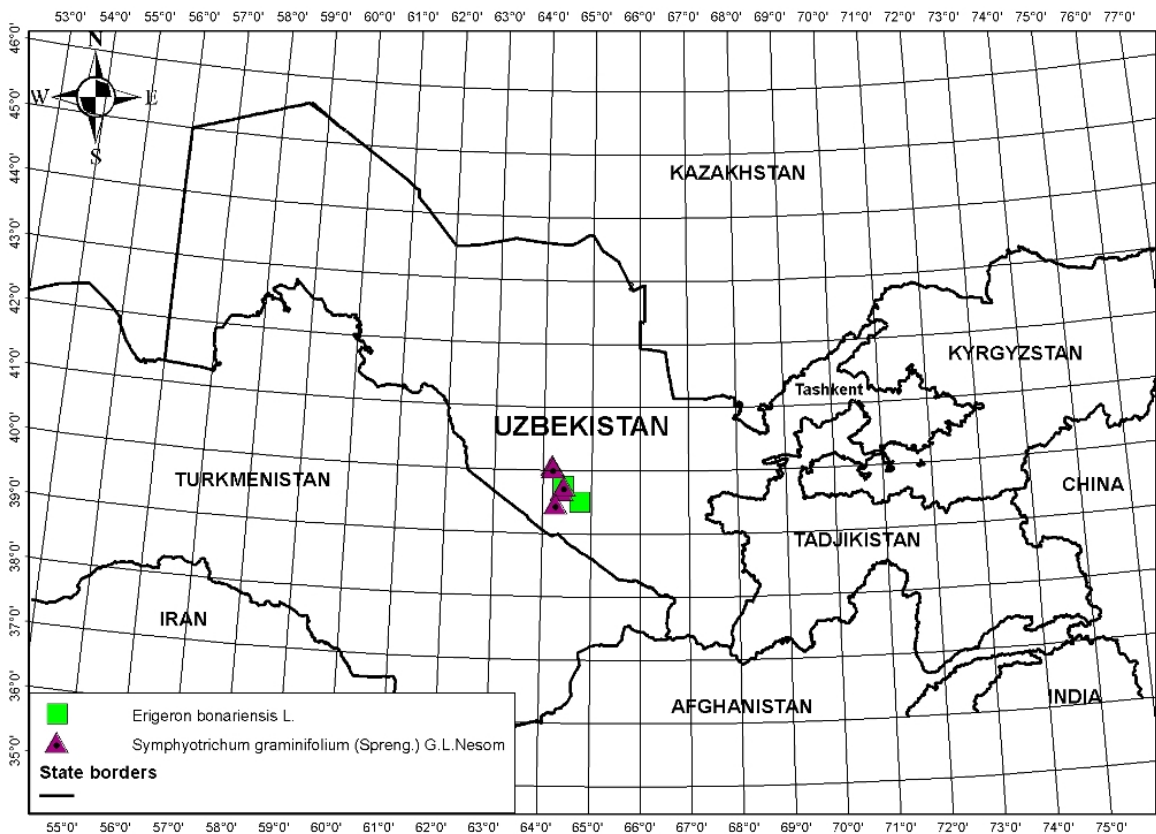 53°0' 54°0' 55°0' 56°0' 57°0' 58°0' 59°0' 60°0' 61°0' 62°0' 63°0' 64°0' 65°0' 66°0' 67°0' 68°0' 69°0' 70°0' 71°0' 72°0' 73°0' 74°0' 75°0' 76°0' 77°0'
46°0'
45°0'
44°0'
43°0'
42°0'
41°0'
40°0'
39°0'
38°0'
37°0'
36°0'
35°0'
N
W E
S
KAZAKHSTAN
KYRGYZSTAN
Tashkent
UZBEKISTAN
TURKMENISTAN
CHINA
TADJIKISTAN
IRAN
INDIA
AFGHANISTAN
Erigeron bonariensis L.
Symphyotrichum graminifolium (Spreng.) G.L.Nesom
State borders
55°0' 56°0' 57°0' 58°0' 59°0' 60°0' 61°0' 62°0' 63°0' 64°0' 65°0' 66°0' 67°0' 68°0' 69°0' 70°0' 71°0' 72°0' 73°0' 74°0' 75°0'